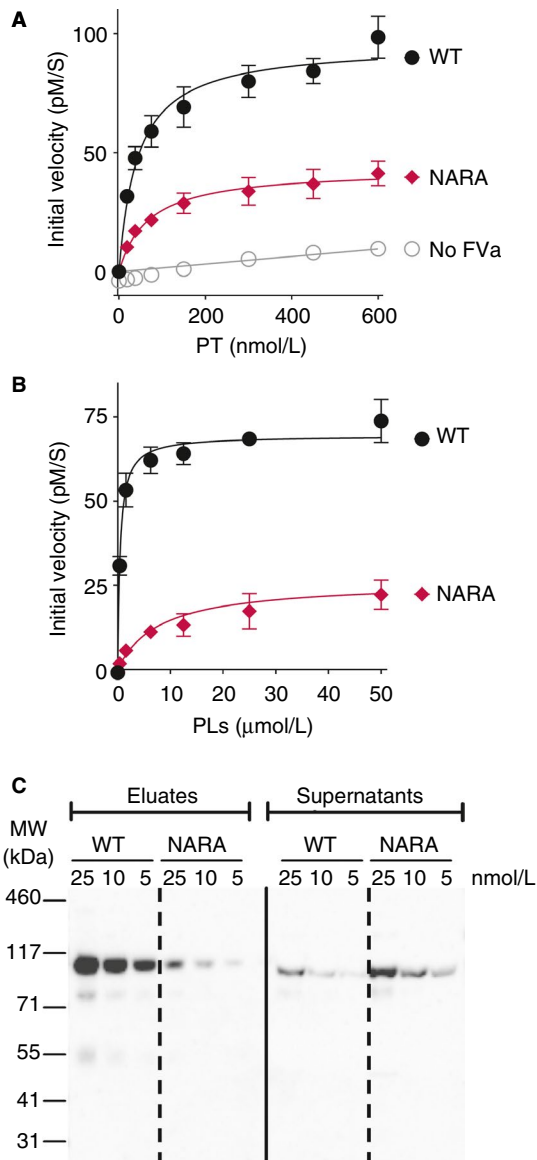 A
Initial velocity (pM/S)
100
50
0
WT
NARA
No FVa
0 200 400 600
PT (nmol/L)
B
Initial velocity (pM/S)
75
50
25
0
WT
NARA
0 10 20 30 40 50
PLs (μmol/L)
C
Eluates Supernatants
MW
(kDa)
WT NARA WT NARA
25 10 5 25 10 5 25 10 5 25 10 5 nmol/L
460
117
71
55
41
31